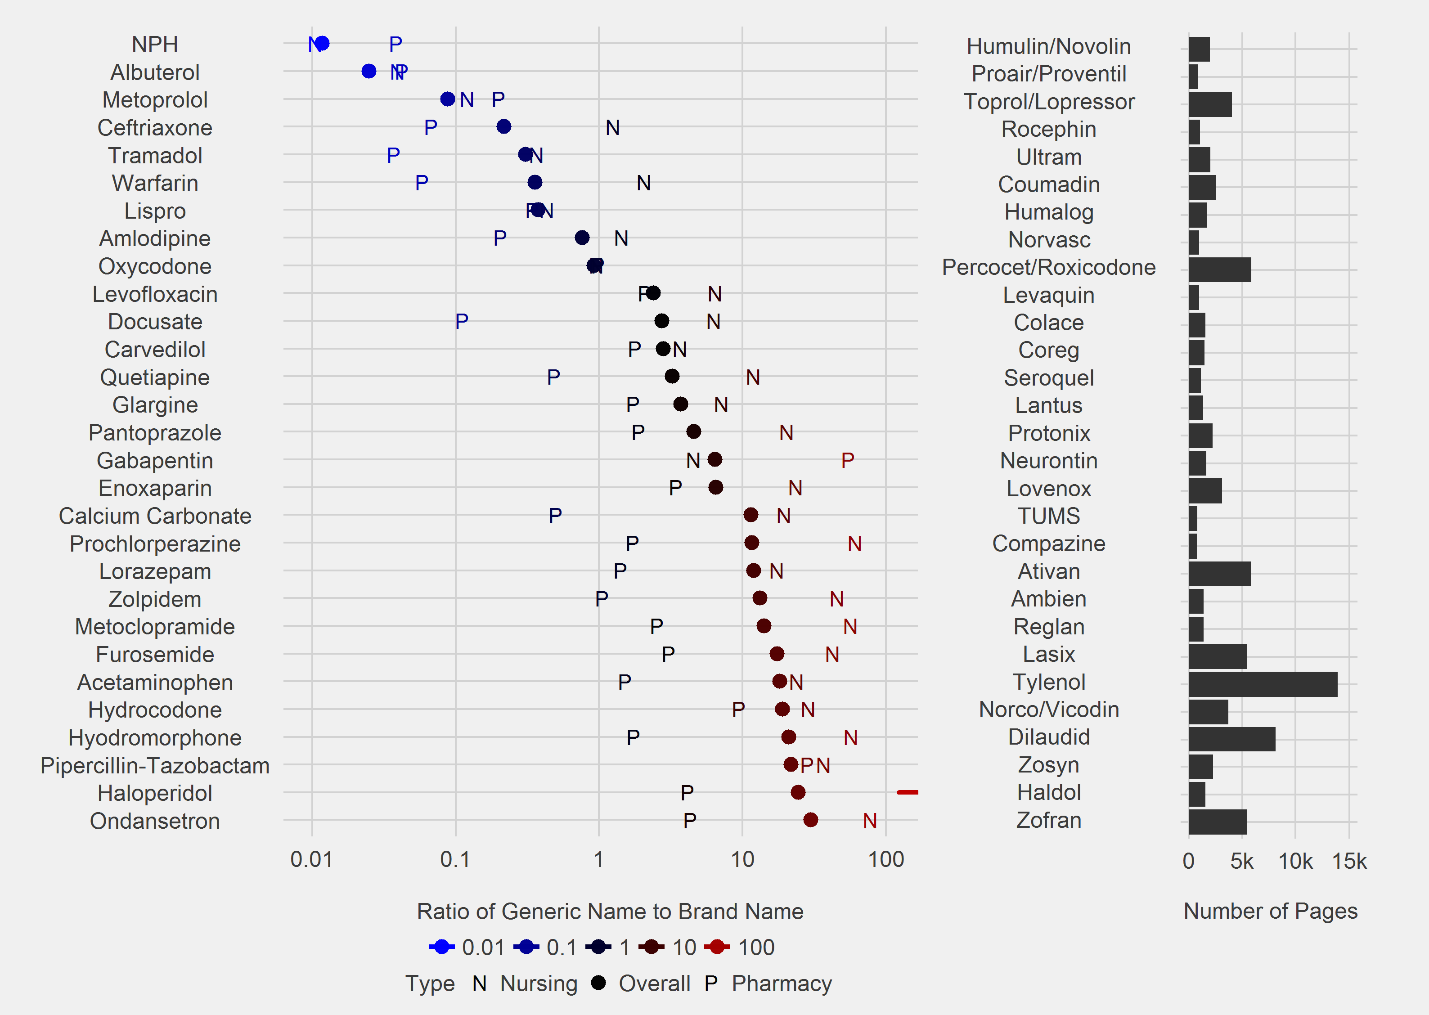 NPH N P Humulin/Novolin
Albuterol N P Proair/Proventil
Metoprolol N P Toprol/Lopressor
Ceftriaxone P N Rocephin
Tramadol P N Ultram
Warfarin P N Coumadin
Lispro P N Humalog
Amlodipine P N Norvasc
Oxycodone N P Percocet/Roxicodone
Levofloxacin P N Levaquin
Docusate P N Colace
Carvedilol P N Coreg
Quetiapine P N Seroquel
Glargine P N Lantus
Pantoprazole P N Protonix
Gabapentin N P Neurontin
Enoxaparin P N Lovenox
Calcium Carbonate P N TUMS
Prochlorperazine P N Compazine
Lorazepam P N Ativan
Zolpidem P N Ambien
Metoclopramide P N Reglan
Furosemide P N Lasix
Acetaminophen P N Tylenol
Hydrocodone P N Norco/Vicodin
Hyodromorphone P N Dilaudid
Pipercillin-Tazobactam P N Zosyn
Haloperidol P Haldol
Ondansetron P N Zofran
0.01 0.1 1 10 100 0 5k 10k 15k
Ratio of Generic Name to Brand Name Number of Pages
0.01 0.1 1 10 100
Type N Nursing Overall P Pharmacy